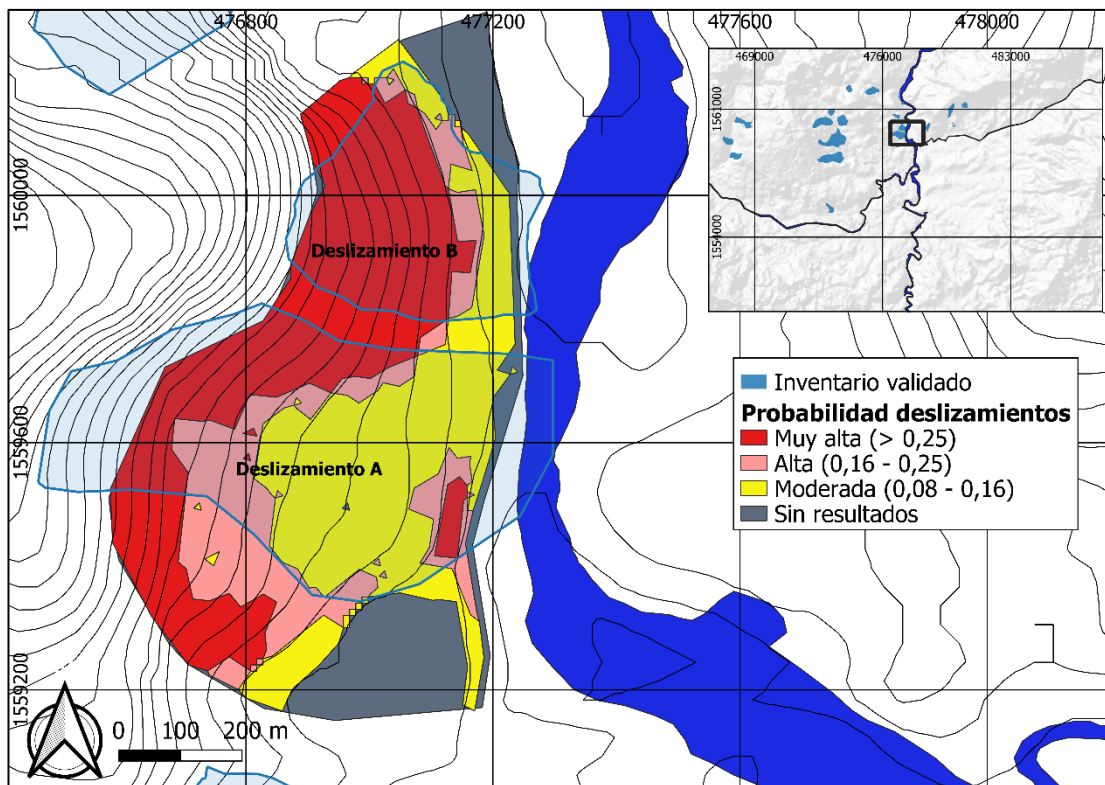 476800
477200
477600
478000
469000
476000
483000
1561000
1554000
1560000
1559600
1559200
Deslizamiento B
Deslizamiento A
Inventario validado
Probabilidad deslizamientos
Muy alta (> 0,25)
Alta (0,16 - 0,25)
Moderada (0,08 - 0,16)
Sin resultados
0 100 200 m